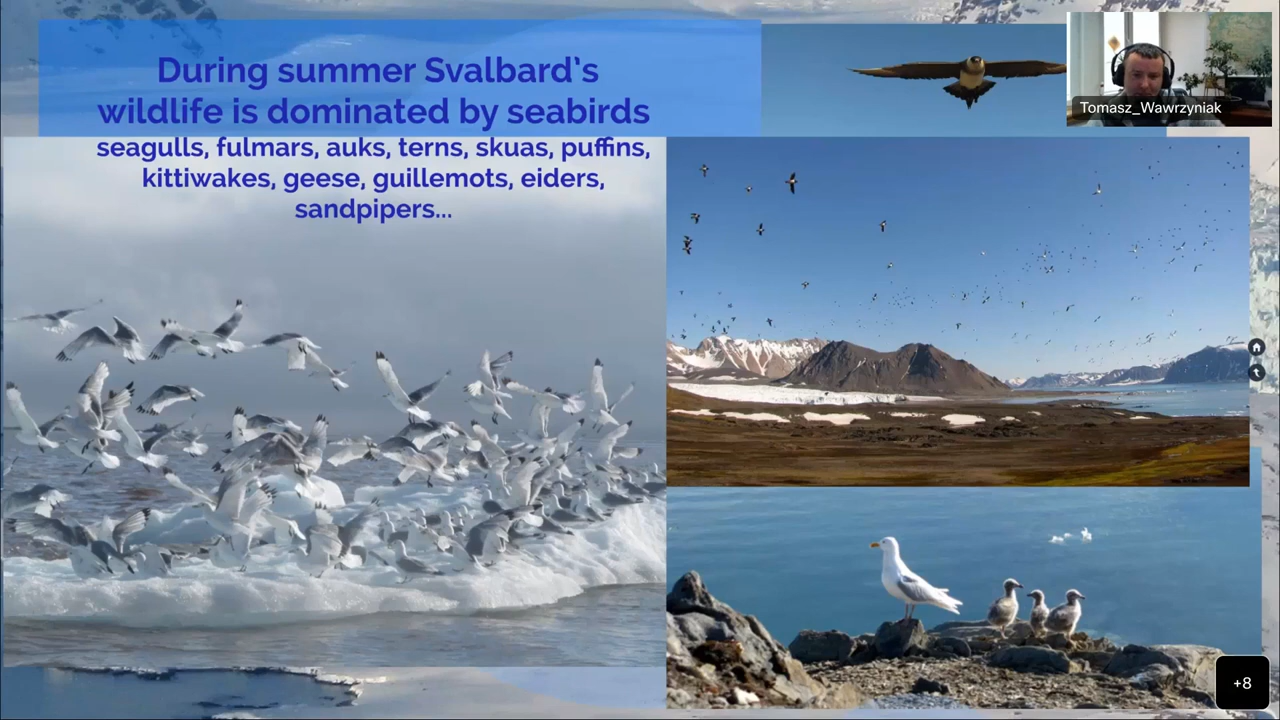 During summer Svalbard's
wildlife is dominated by seabirds
seagulls, fulmars, auks, terns, skuas, puffins,
kittiwakes, geese, guillemots, eiders,
sandpipers...
Tomasz_Wawrzyniak
+8